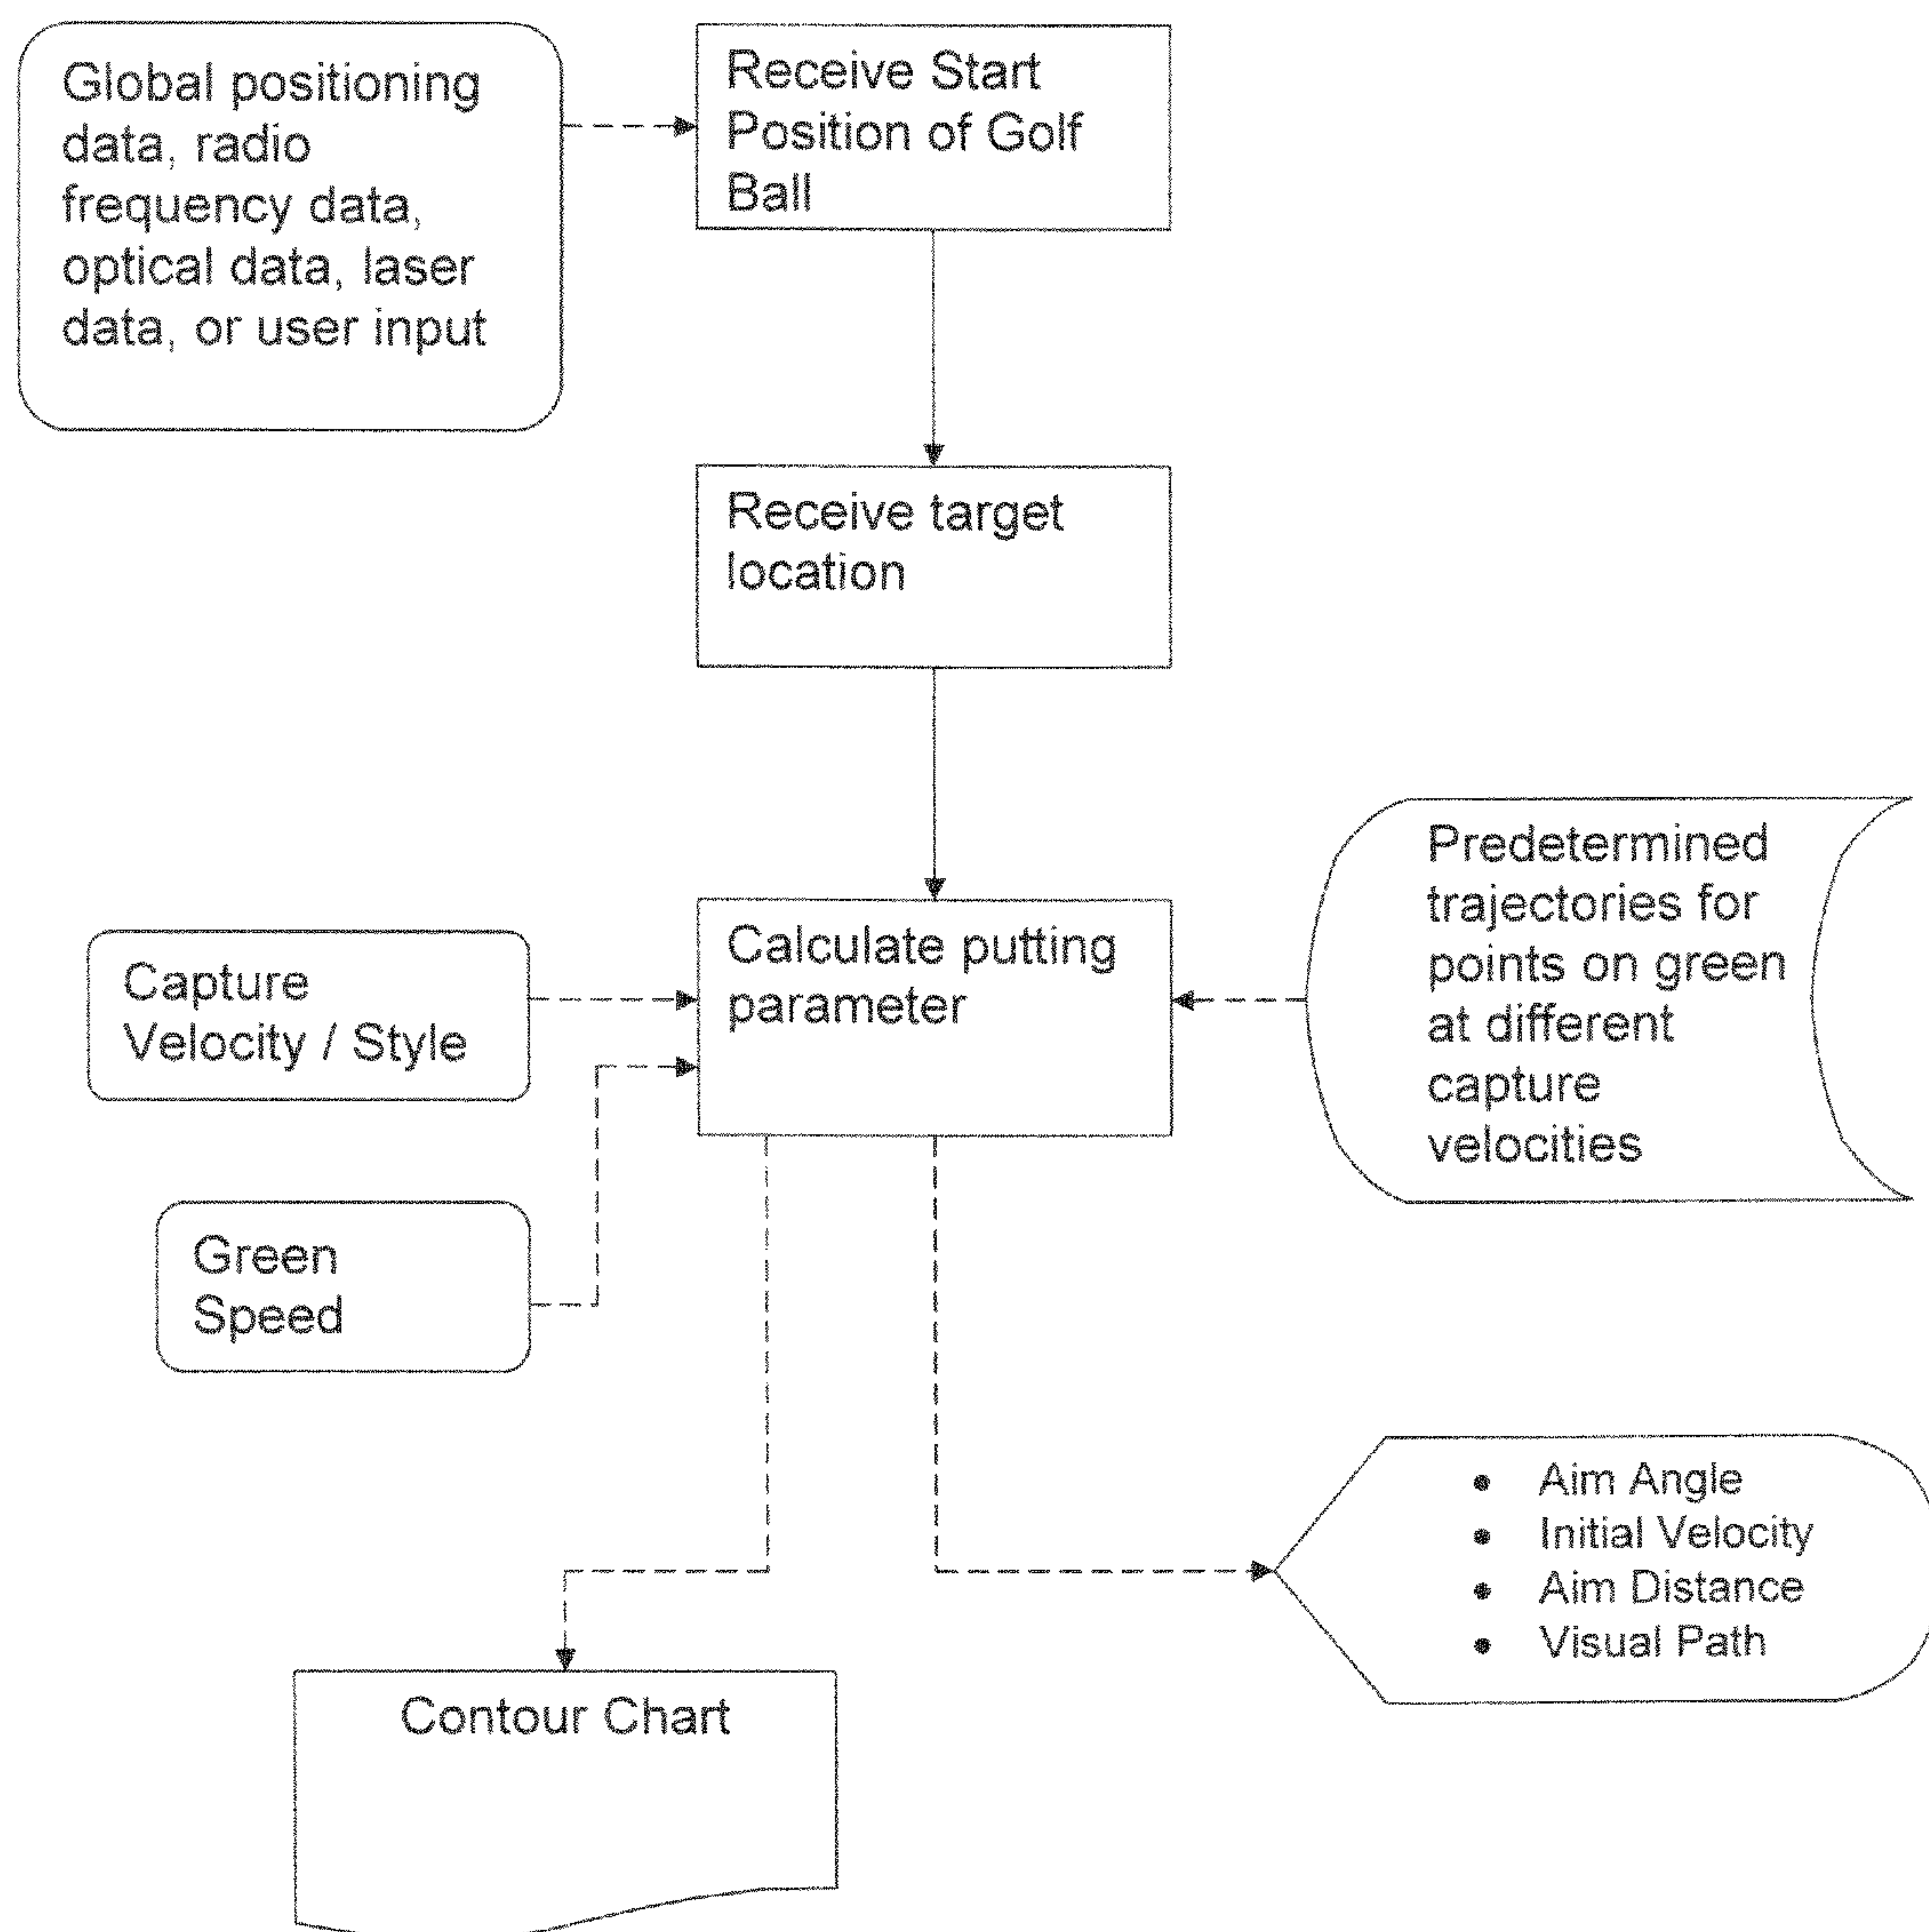 Global positioning
data, radio
frequency data,
optical data, laser
data, or user input
Receive Start
Position of Golf
Ball
Receive target
location
Predetermined
trajectories for
points on green
at different
capture
velocities
Calculate putting
parameter
Capture
Velocity / Style
Green
Speed
• Aim Angle
• Initial Velocity
• Aim Distance
• Visual Path
Contour Chart